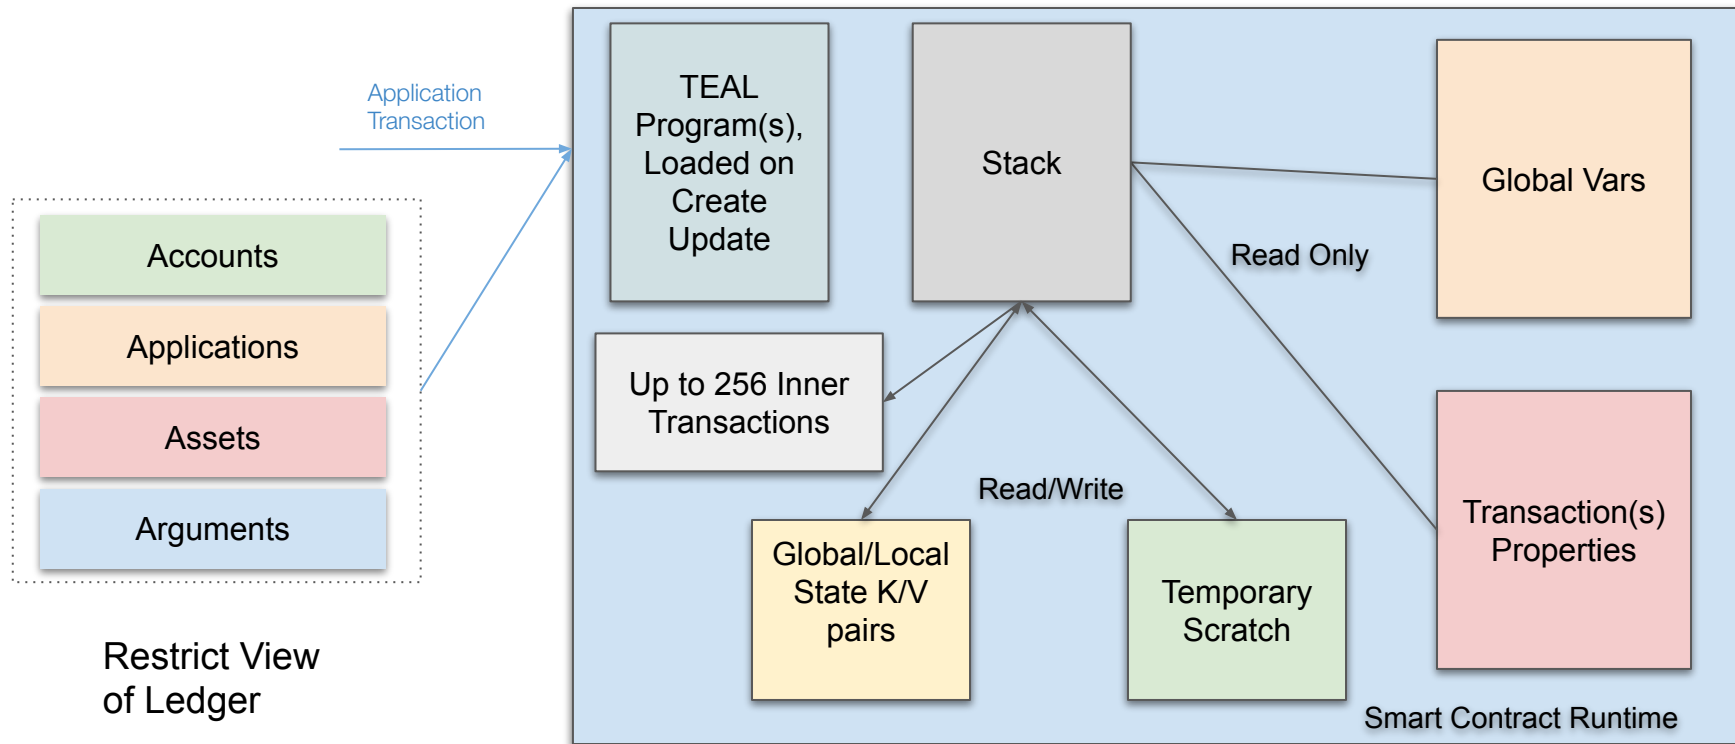 Application
Transaction
Accounts
Applications
Assets
Arguments
Restrict View
of Ledger
TEAL
Program(s),
Loaded on
Create
Update
Stack
Global Vars
Read Only
Up to 256 Inner
Transactions
Read/Write
Global/Local
State K/V
pairs
Temporary
Scratch
Transaction(s)
Properties
Smart Contract Runtime